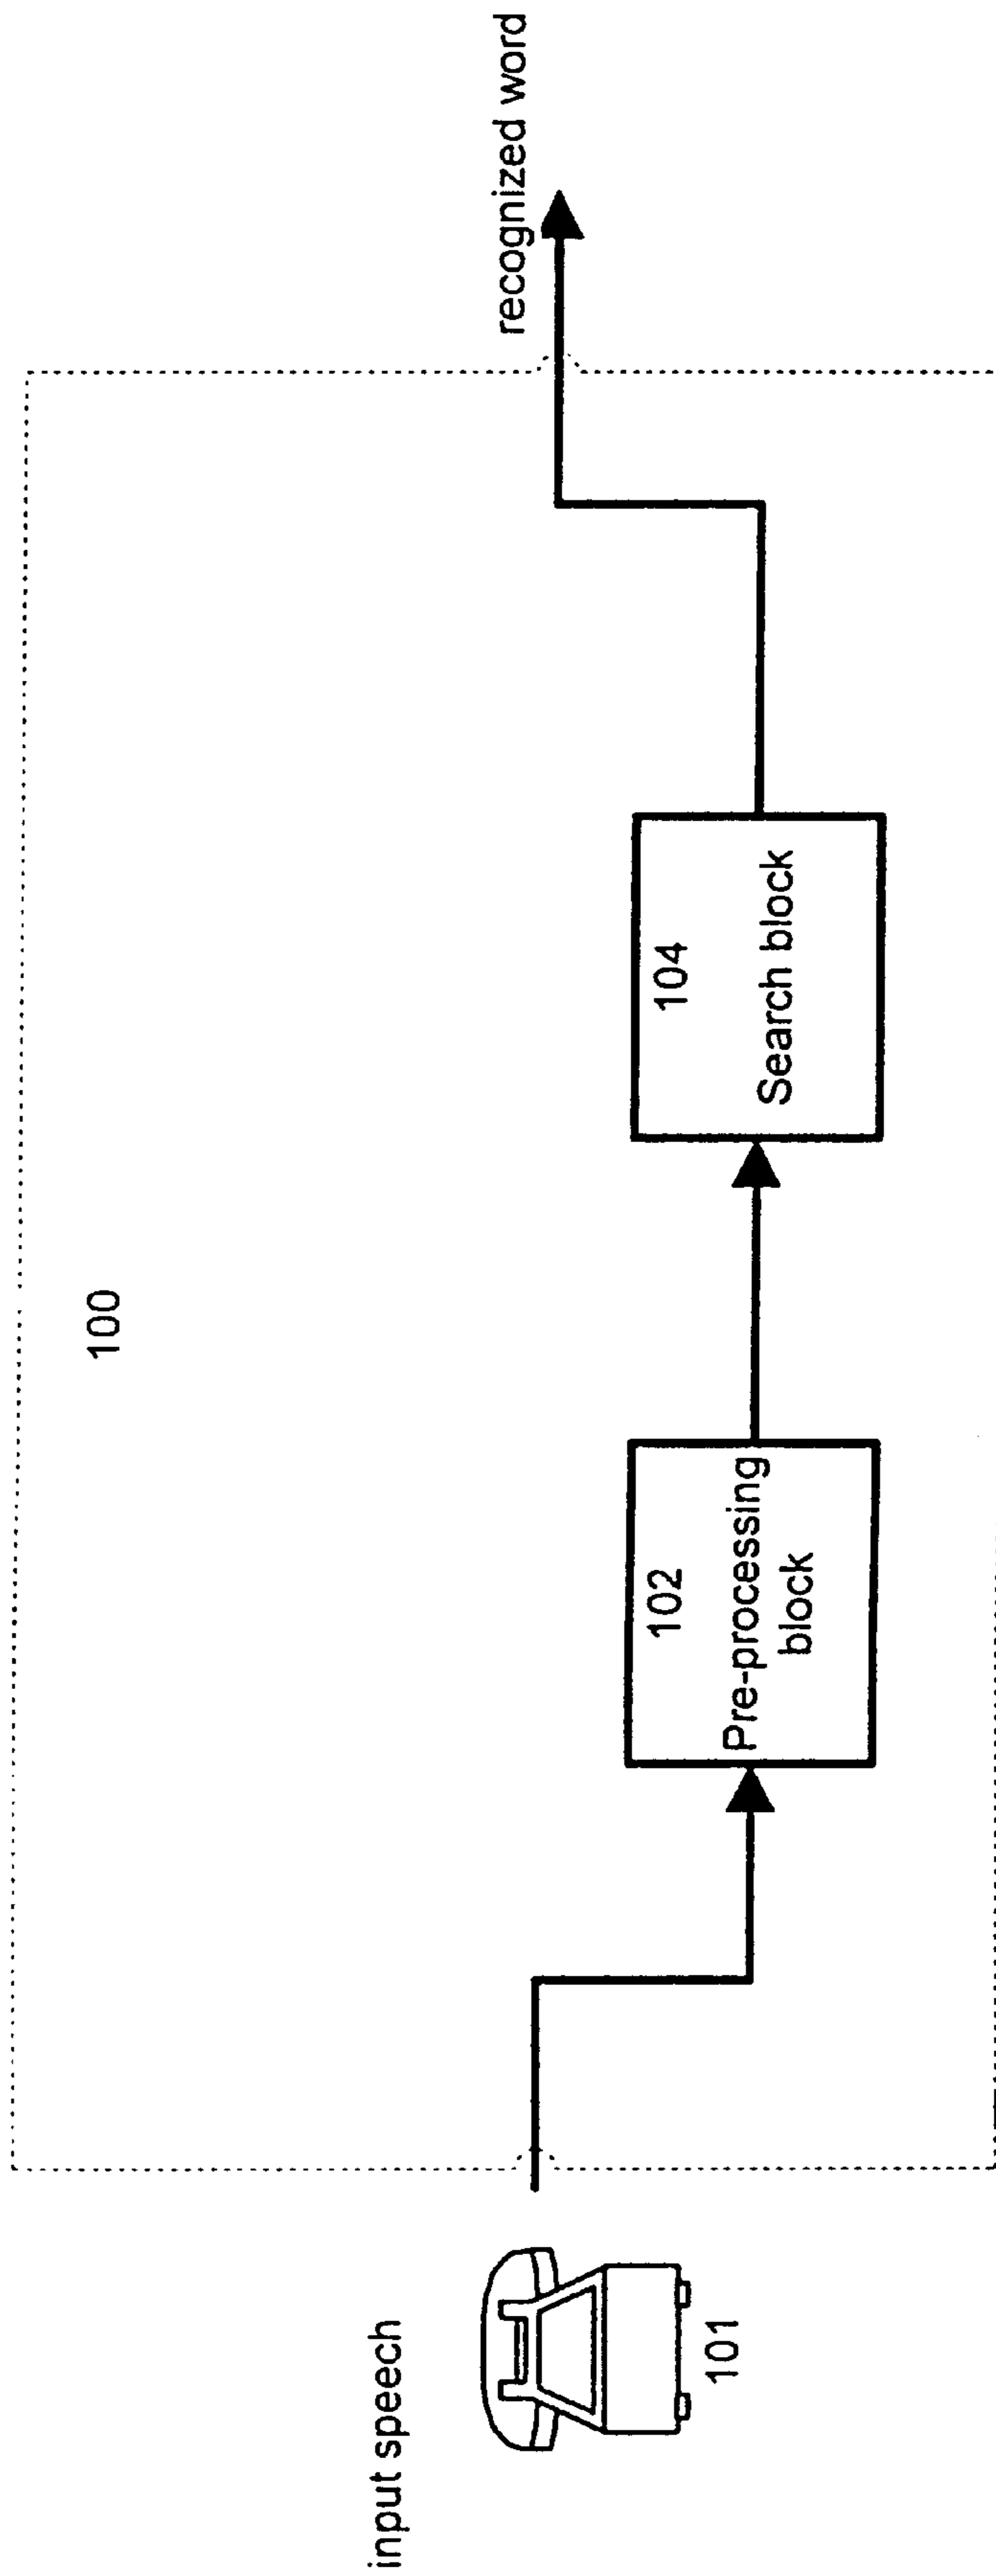 input speech
101
100
102
Pre-processing
block
104
Search block
recognized word